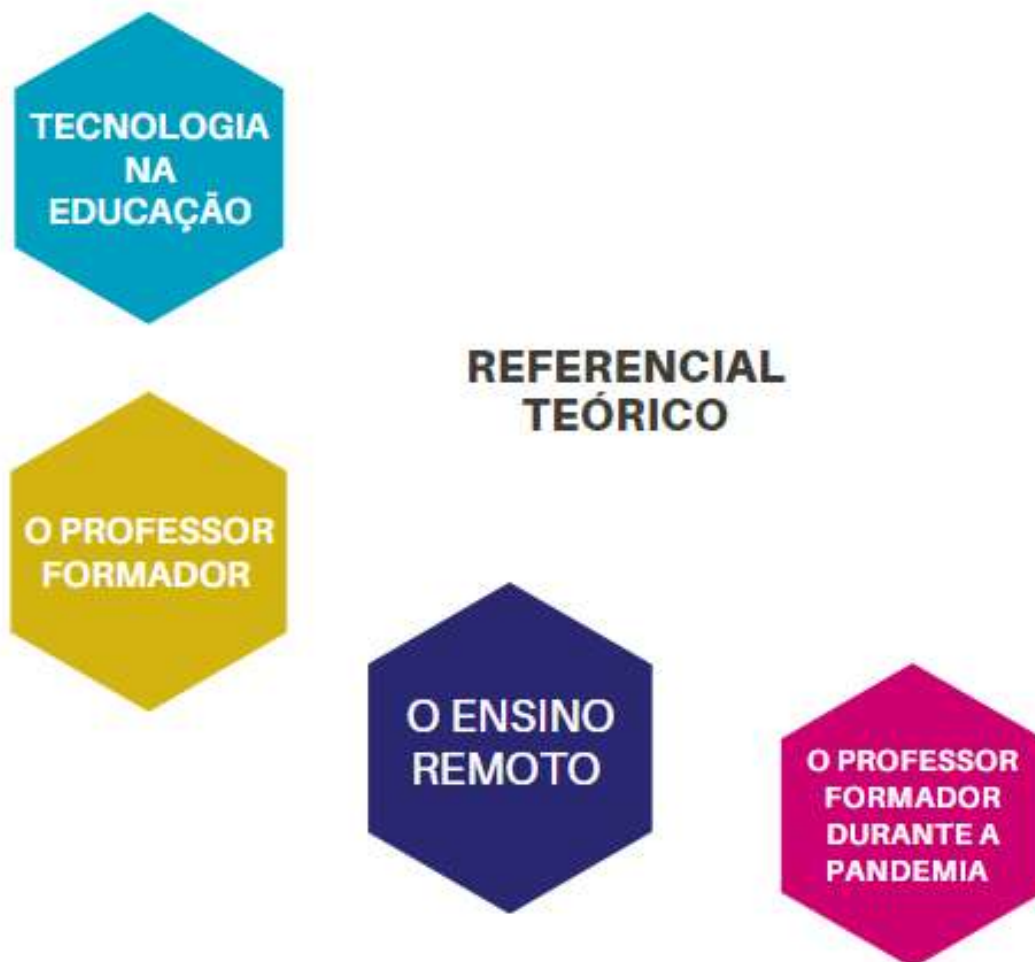 TECNOLOGIA
NA
EDUCAÇÃO
REFERENCIAL
TEÓRICO
O PROFESSOR
FORMADOR
O ENSINO
REMOTO
O PROFESSOR
FORMADOR
DURANTE A
PANDEMIA